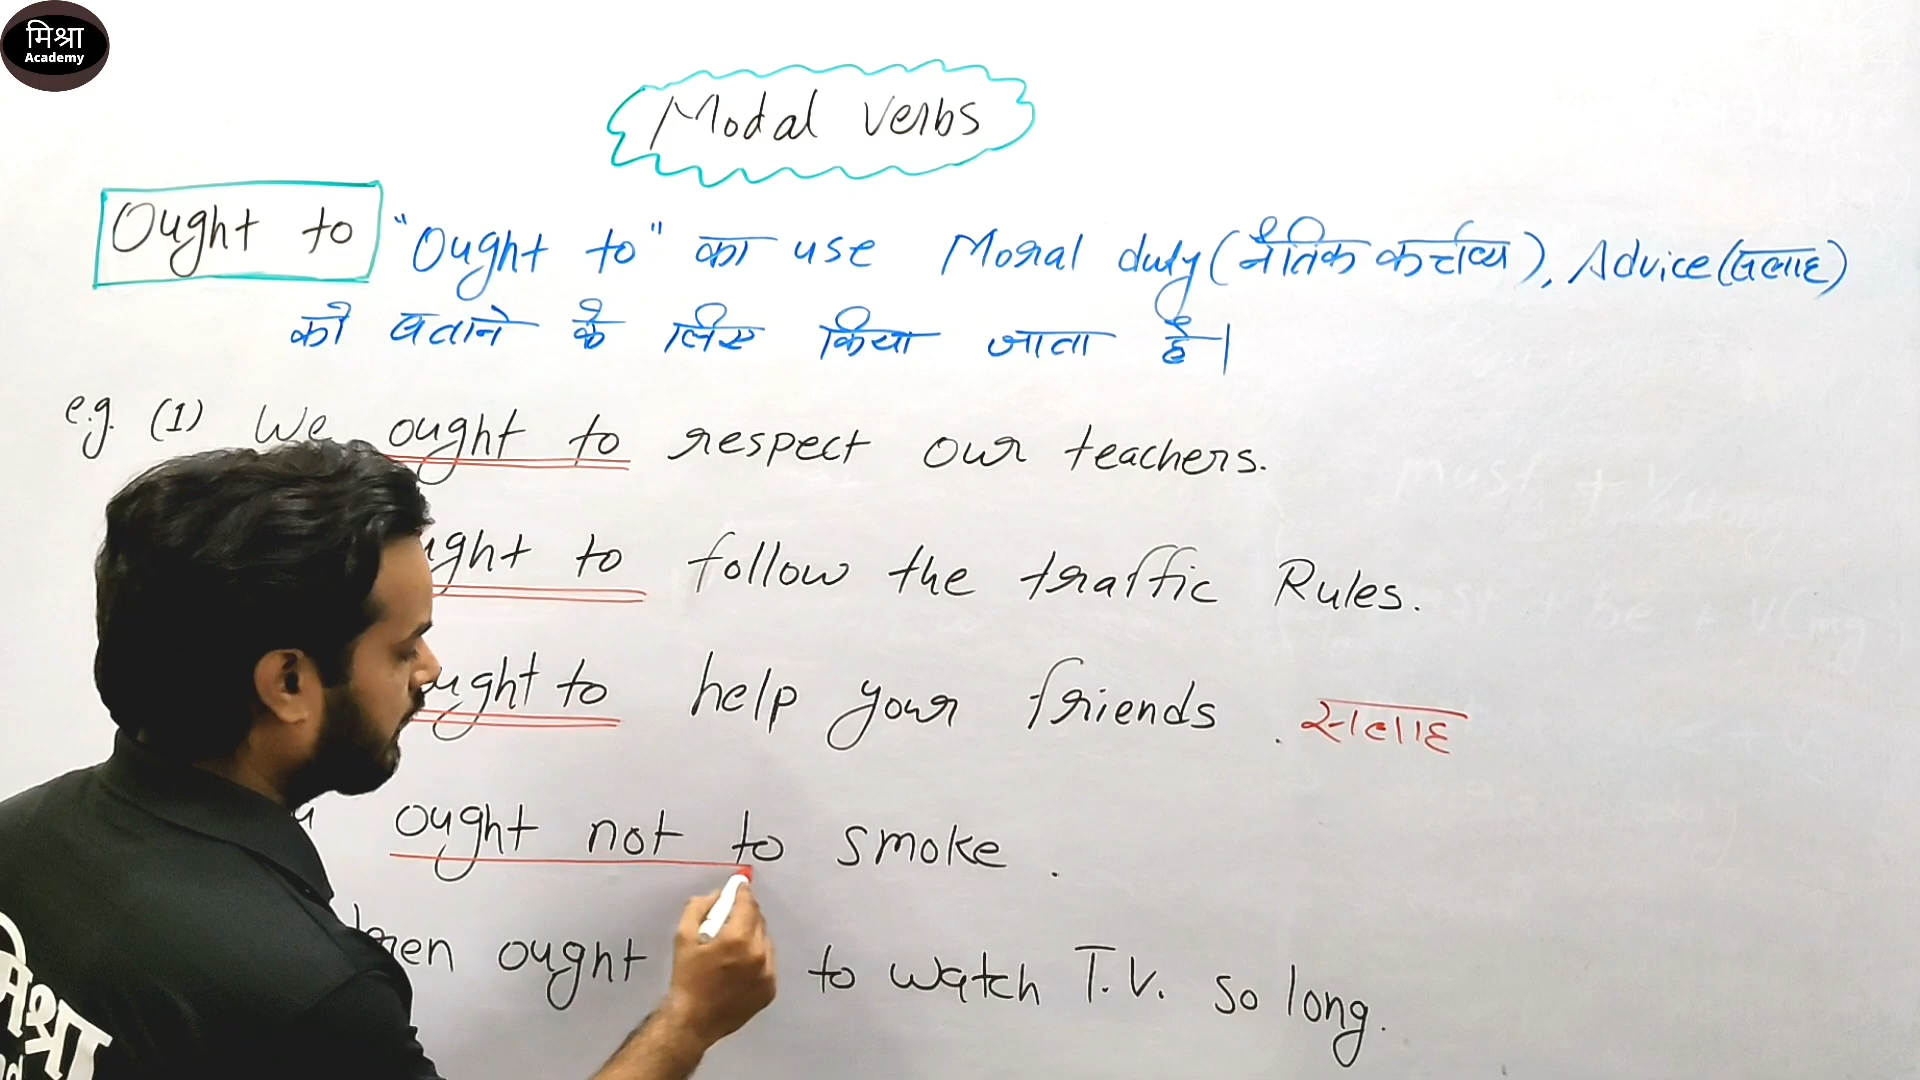 मिश्रा
Academy
Modal verbs
Ought to
"Ought to" का use Moral duty (नैतिक कर्त्तव्य), Advice (सलाह)
को बताने के लिए किया जाता है।
e.g. (1) We ought to respect our teachers.
ught to follow the traffic Rules.
ught to help your friends . सलाह
ought not to smoke .
ren ought to watch T.V. so long.
मिश्रा